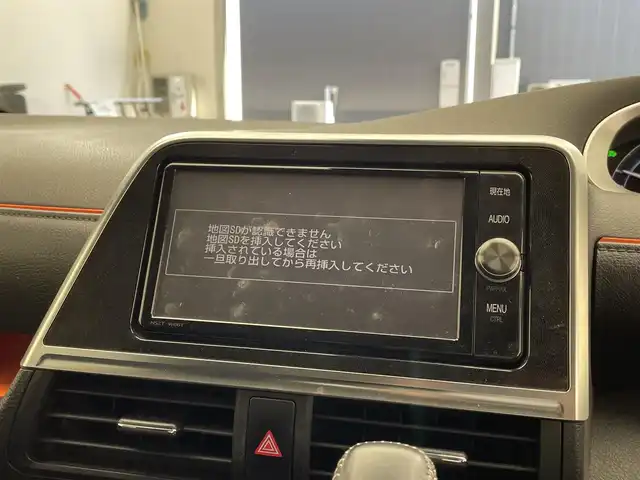 地図SDが認識できません
地図SDを挿入してください
挿入されている場合は
一旦取り出してから再挿入してください
現在地
AUDIO
MENU
CTRL